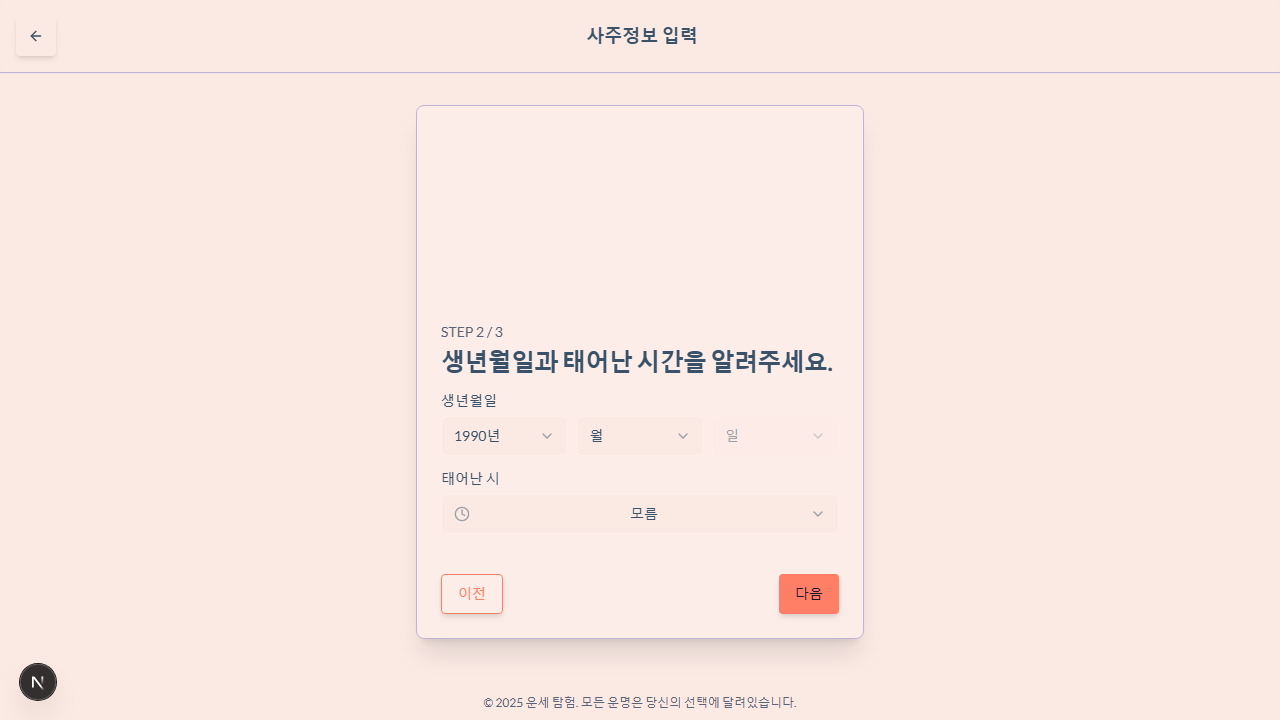 사주정보 입력
STEP 2 / 3
생년월일과 태어난 시간을 알려주세요.
생년월일
1990년 월 일
태어난 시
모름
이전 다음
N
© 2025 운세 탐험. 모든 운명은 당신의 선택에 달려있습니다.